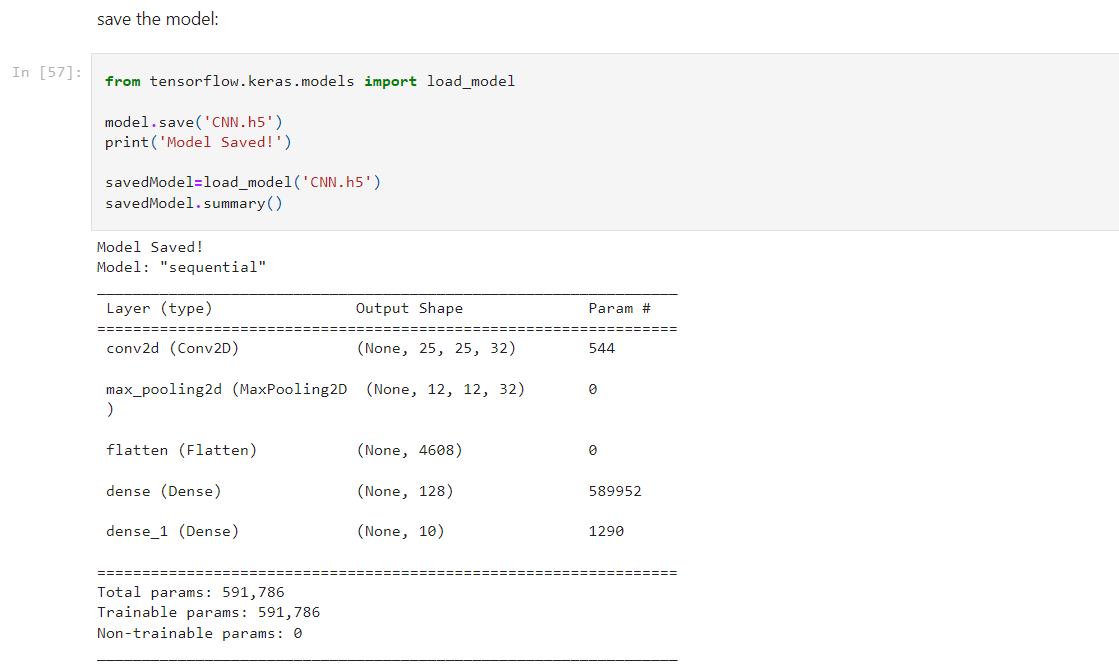 save the model:
In [57]:
from tensorflow.keras.models import load_model
model.save('CNN.h5')
print('Model Saved!')
savedModel=load_model('CNN.h5')
savedModel.summary()
Model Saved!
Model: "sequential"
_________________________________________________________________
Layer (type) Output Shape Param #
=================================================================
conv2d (Conv2D) (None, 25, 25, 32) 544
max_pooling2d (MaxPooling2D (None, 12, 12, 32) 0
)
flatten (Flatten) (None, 4608) 0
dense (Dense) (None, 128) 589952
dense_1 (Dense) (None, 10) 1290
=================================================================
Total params: 591,786
Trainable params: 591,786
Non-trainable params: 0
_________________________________________________________________